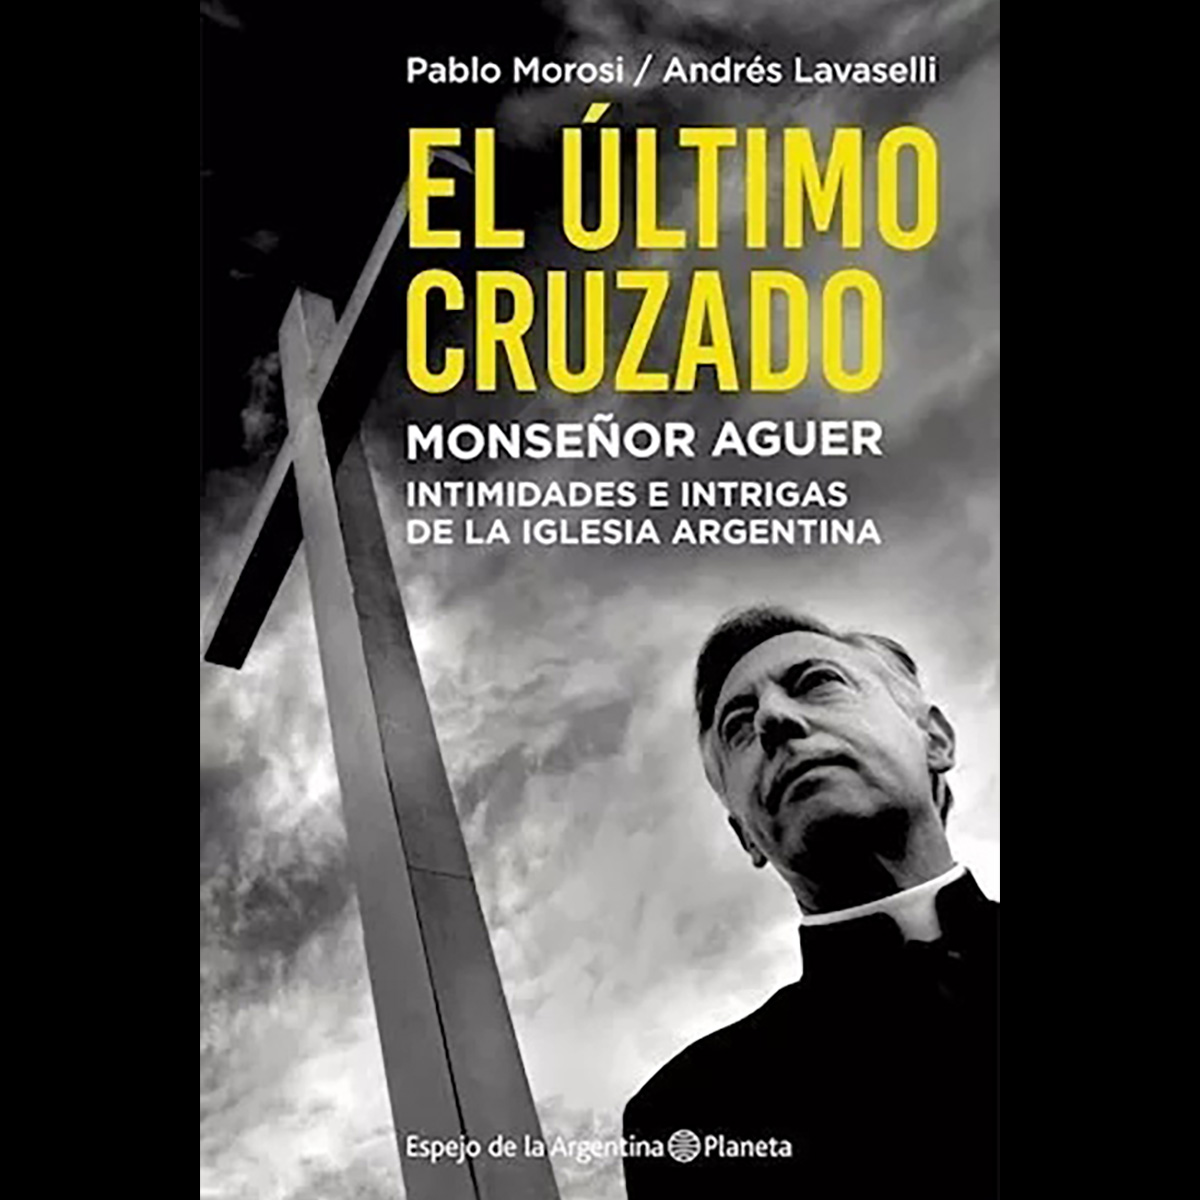 Pablo Morosi / Andrés Lavaselli
EL ÚLTIMO
CRUZADO
MONSEÑOR AGUER
INTIMIDADES E INTRIGAS
DE LA IGLESIA ARGENTINA
Espejo de la Argentina Planeta